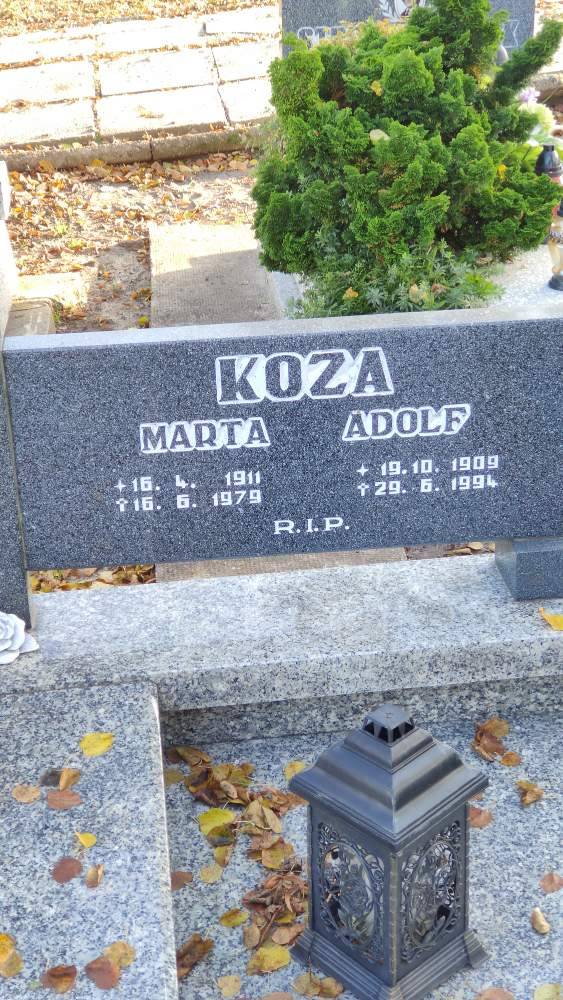 KOZA
MARTA ADOLF
+16. 4. 1911 +19.10. 1909
✝16. 6. 1979 ✝29. 6. 1994
R.I.P.